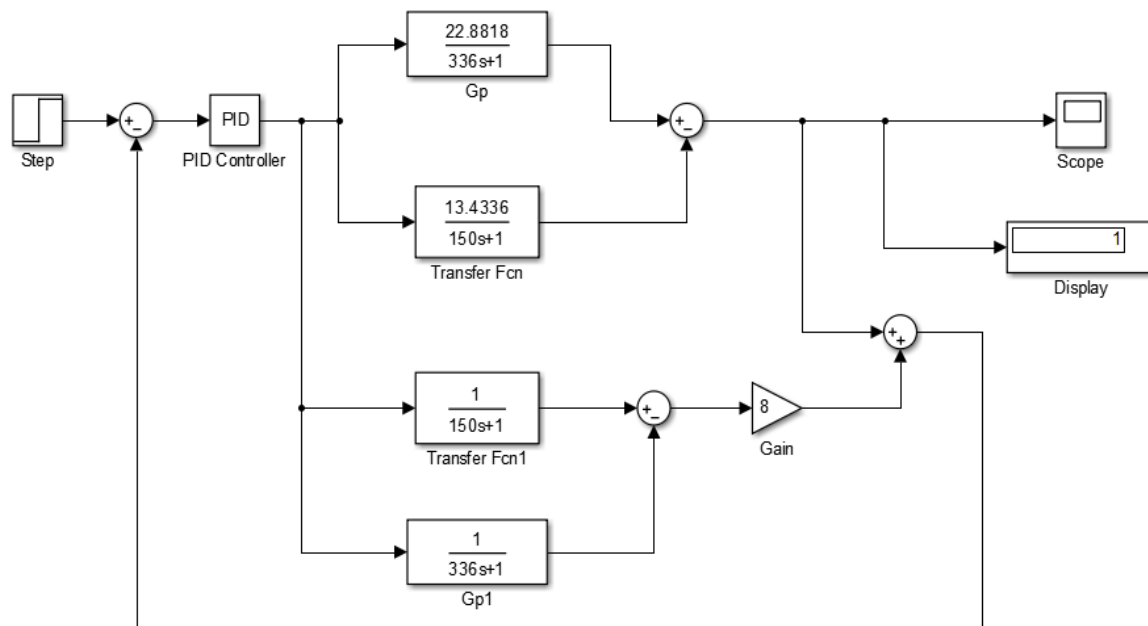 22.8818
336s+1
Gp
Step
+
-
PID
PID Controller
+
-
Scope
13.4336
150s+1
Transfer Fcn
1
Display
+
+
1
150s+1
Transfer Fcn1
+
-
8
Gain
1
336s+1
Gp1